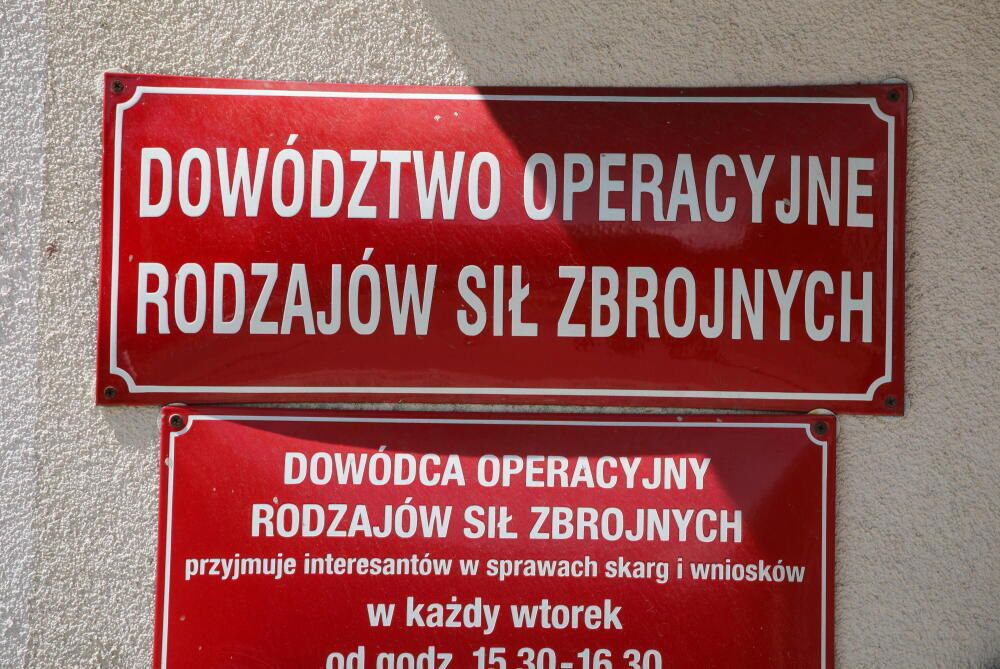 DOWÓDZTWO OPERACYJNE
RODZAJÓW SIŁ ZBROJNYCH
DOWÓDCA OPERACYJNY
RODZAJÓW SIŁ ZBROJNYCH
przyjmuje interesantów w sprawach skarg i wniosków
w każdy wtorek
od godz. 15.30-16.30